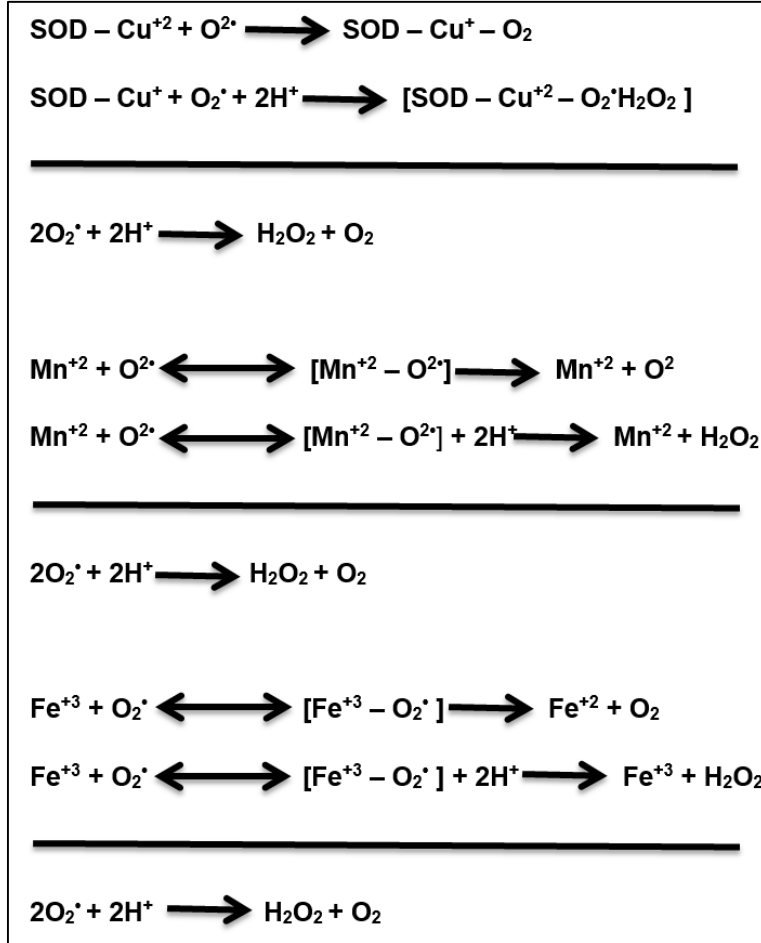 SOD – Cu⁺² + O²• ⟶ SOD – Cu⁺ – O₂
SOD – Cu⁺ + O₂• + 2H⁺ ⟶ [SOD – Cu⁺² – O₂•H₂O₂ ]
2O₂• + 2H⁺ ⟶ H₂O₂ + O₂
Mn⁺² + O²• ⟷ [Mn⁺² – O²•] ⟶ Mn⁺² + O²
Mn⁺² + O²• ⟷ [Mn⁺² – O²•] + 2H⁺ ⟶ Mn⁺² + H₂O₂
2O₂• + 2H⁺ ⟶ H₂O₂ + O₂
Fe⁺³ + O₂• ⟷ [Fe⁺³ – O₂• ] ⟶ Fe⁺² + O₂
Fe⁺³ + O₂• ⟷ [Fe⁺³ – O₂• ] + 2H⁺ ⟶ Fe⁺³ + H₂O₂
2O₂• + 2H⁺ ⟶ H₂O₂ + O₂